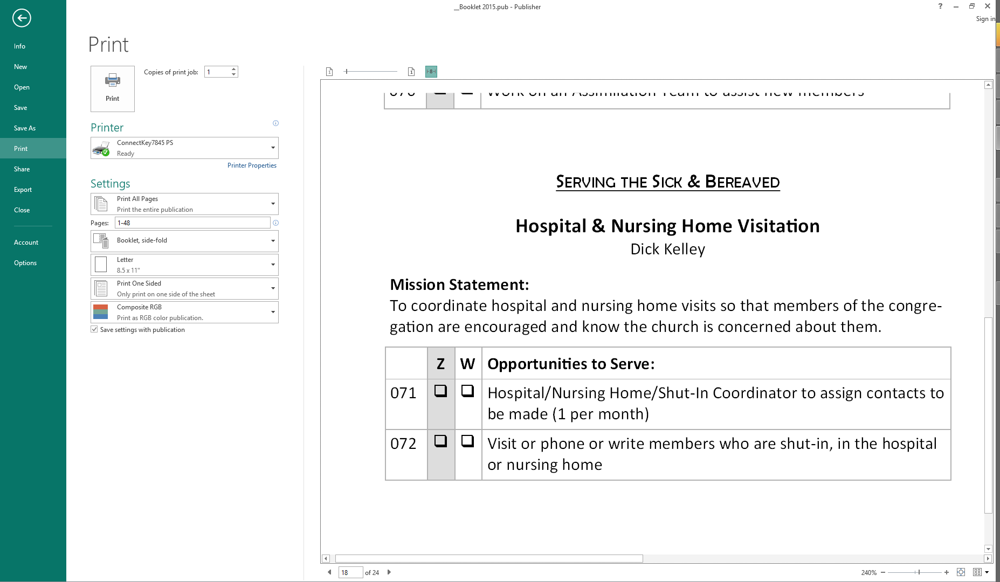 __Booklet 2015.pub - Publisher
?
Sign in
Info
New
Open
Save
Save As
Print
Share
Export
Close
Account
Options
Print
Print
Copies of print job: 1
Printer
ConnectKey7845 PS
Ready
Printer Properties
Settings
Print All Pages
Print the entire publication
Pages: 1-48
Booklet, side-fold
Letter
8.5 x 11"
Print One Sided
Only print on one side of the sheet
Composite RGB
Print as RGB color publication.
Save settings with publication
1 1 8
070 Work on an Assimilation Team to assist new members
SERVING THE SICK & BEREAVED
Hospital & Nursing Home Visitation
Dick Kelley
Mission Statement:
To coordinate hospital and nursing home visits so that members of the congre-
gation are encouraged and know the church is concerned about them.
Z W Opportunities to Serve:
071 Hospital/Nursing Home/Shut-In Coordinator to assign contacts to
be made (1 per month)
072 Visit or phone or write members who are shut-in, in the hospital
or nursing home
18 of 24
240%